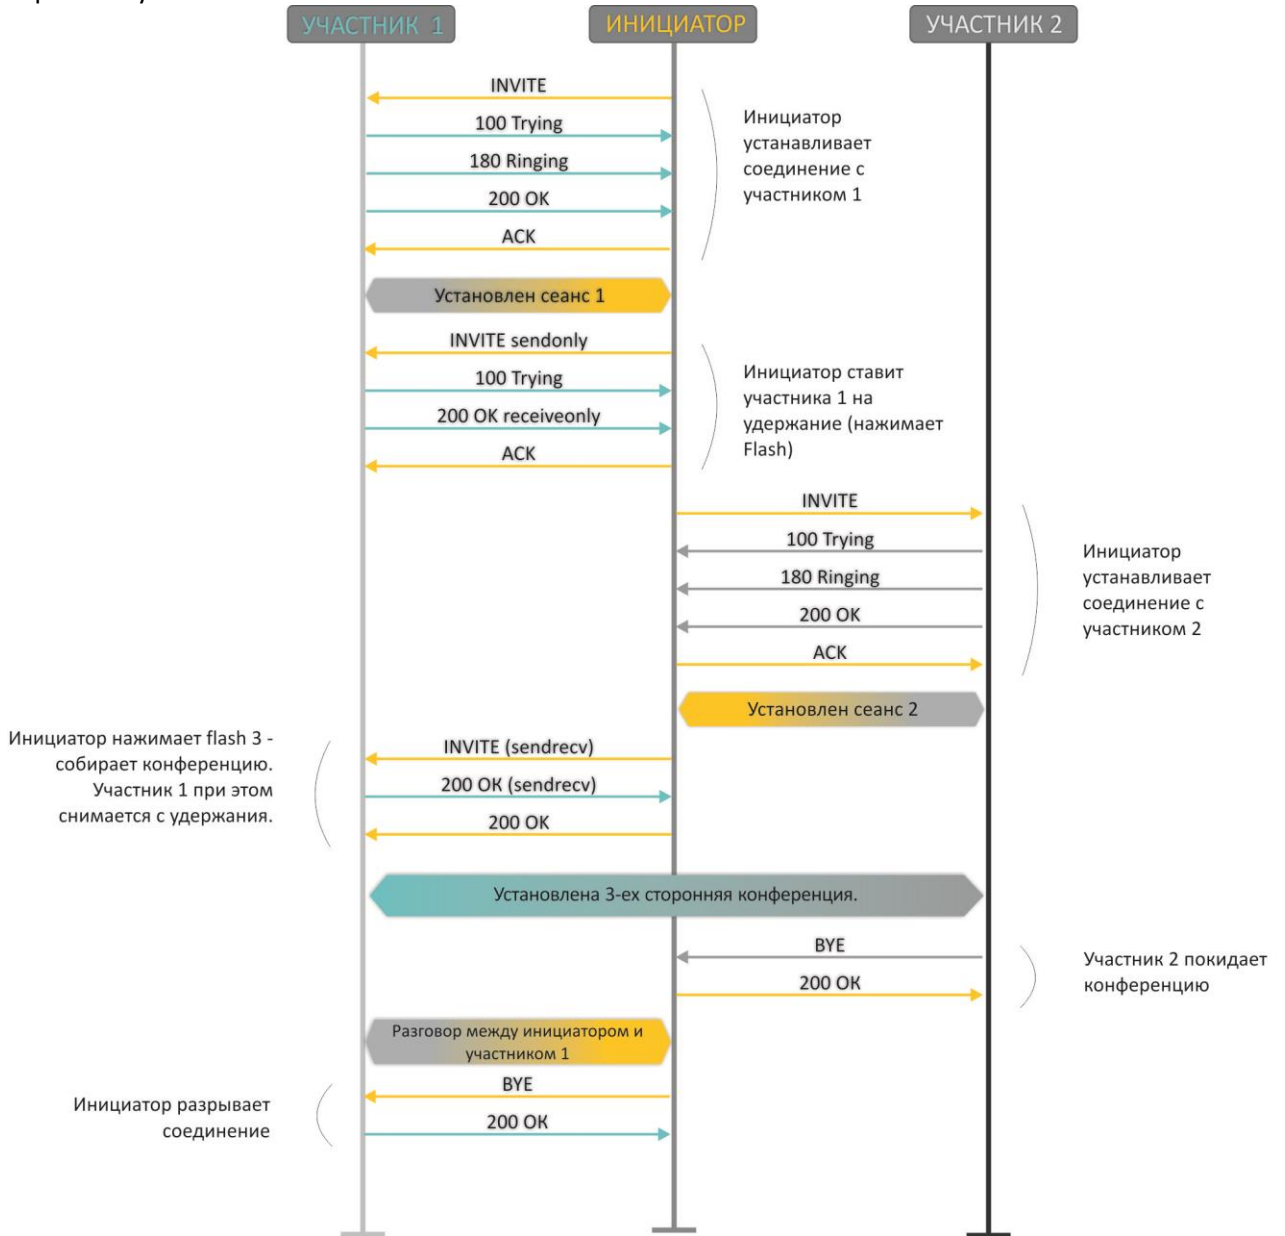 УЧАСТНИК 1
ИНИЦИАТОР
УЧАСТНИК 2
INVITE
100 Trying
180 Ringing
200 OK
ACK
Инициатор
устанавливает
соединение с
участником 1
Установлен сеанс 1
INVITE sendonly
100 Trying
200 OK receiveonly
ACK
Инициатор ставит
участника 1 на
удержание (нажимает
Flash)
INVITE
100 Trying
180 Ringing
200 OK
ACK
Инициатор
устанавливает
соединение с
участником 2
Установлен сеанс 2
Инициатор нажимает flash 3 -
собирает конференцию.
Участник 1 при этом
снимается с удержания.
INVITE (sendrecv)
200 OK (sendrecv)
200 OK
Установлена 3-ех сторонняя конференция.
BYE
200 OK
Участник 2 покидает
конференцию
Разговор между инициатором и
участником 1
BYE
200 OK
Инициатор разрывает
соединение